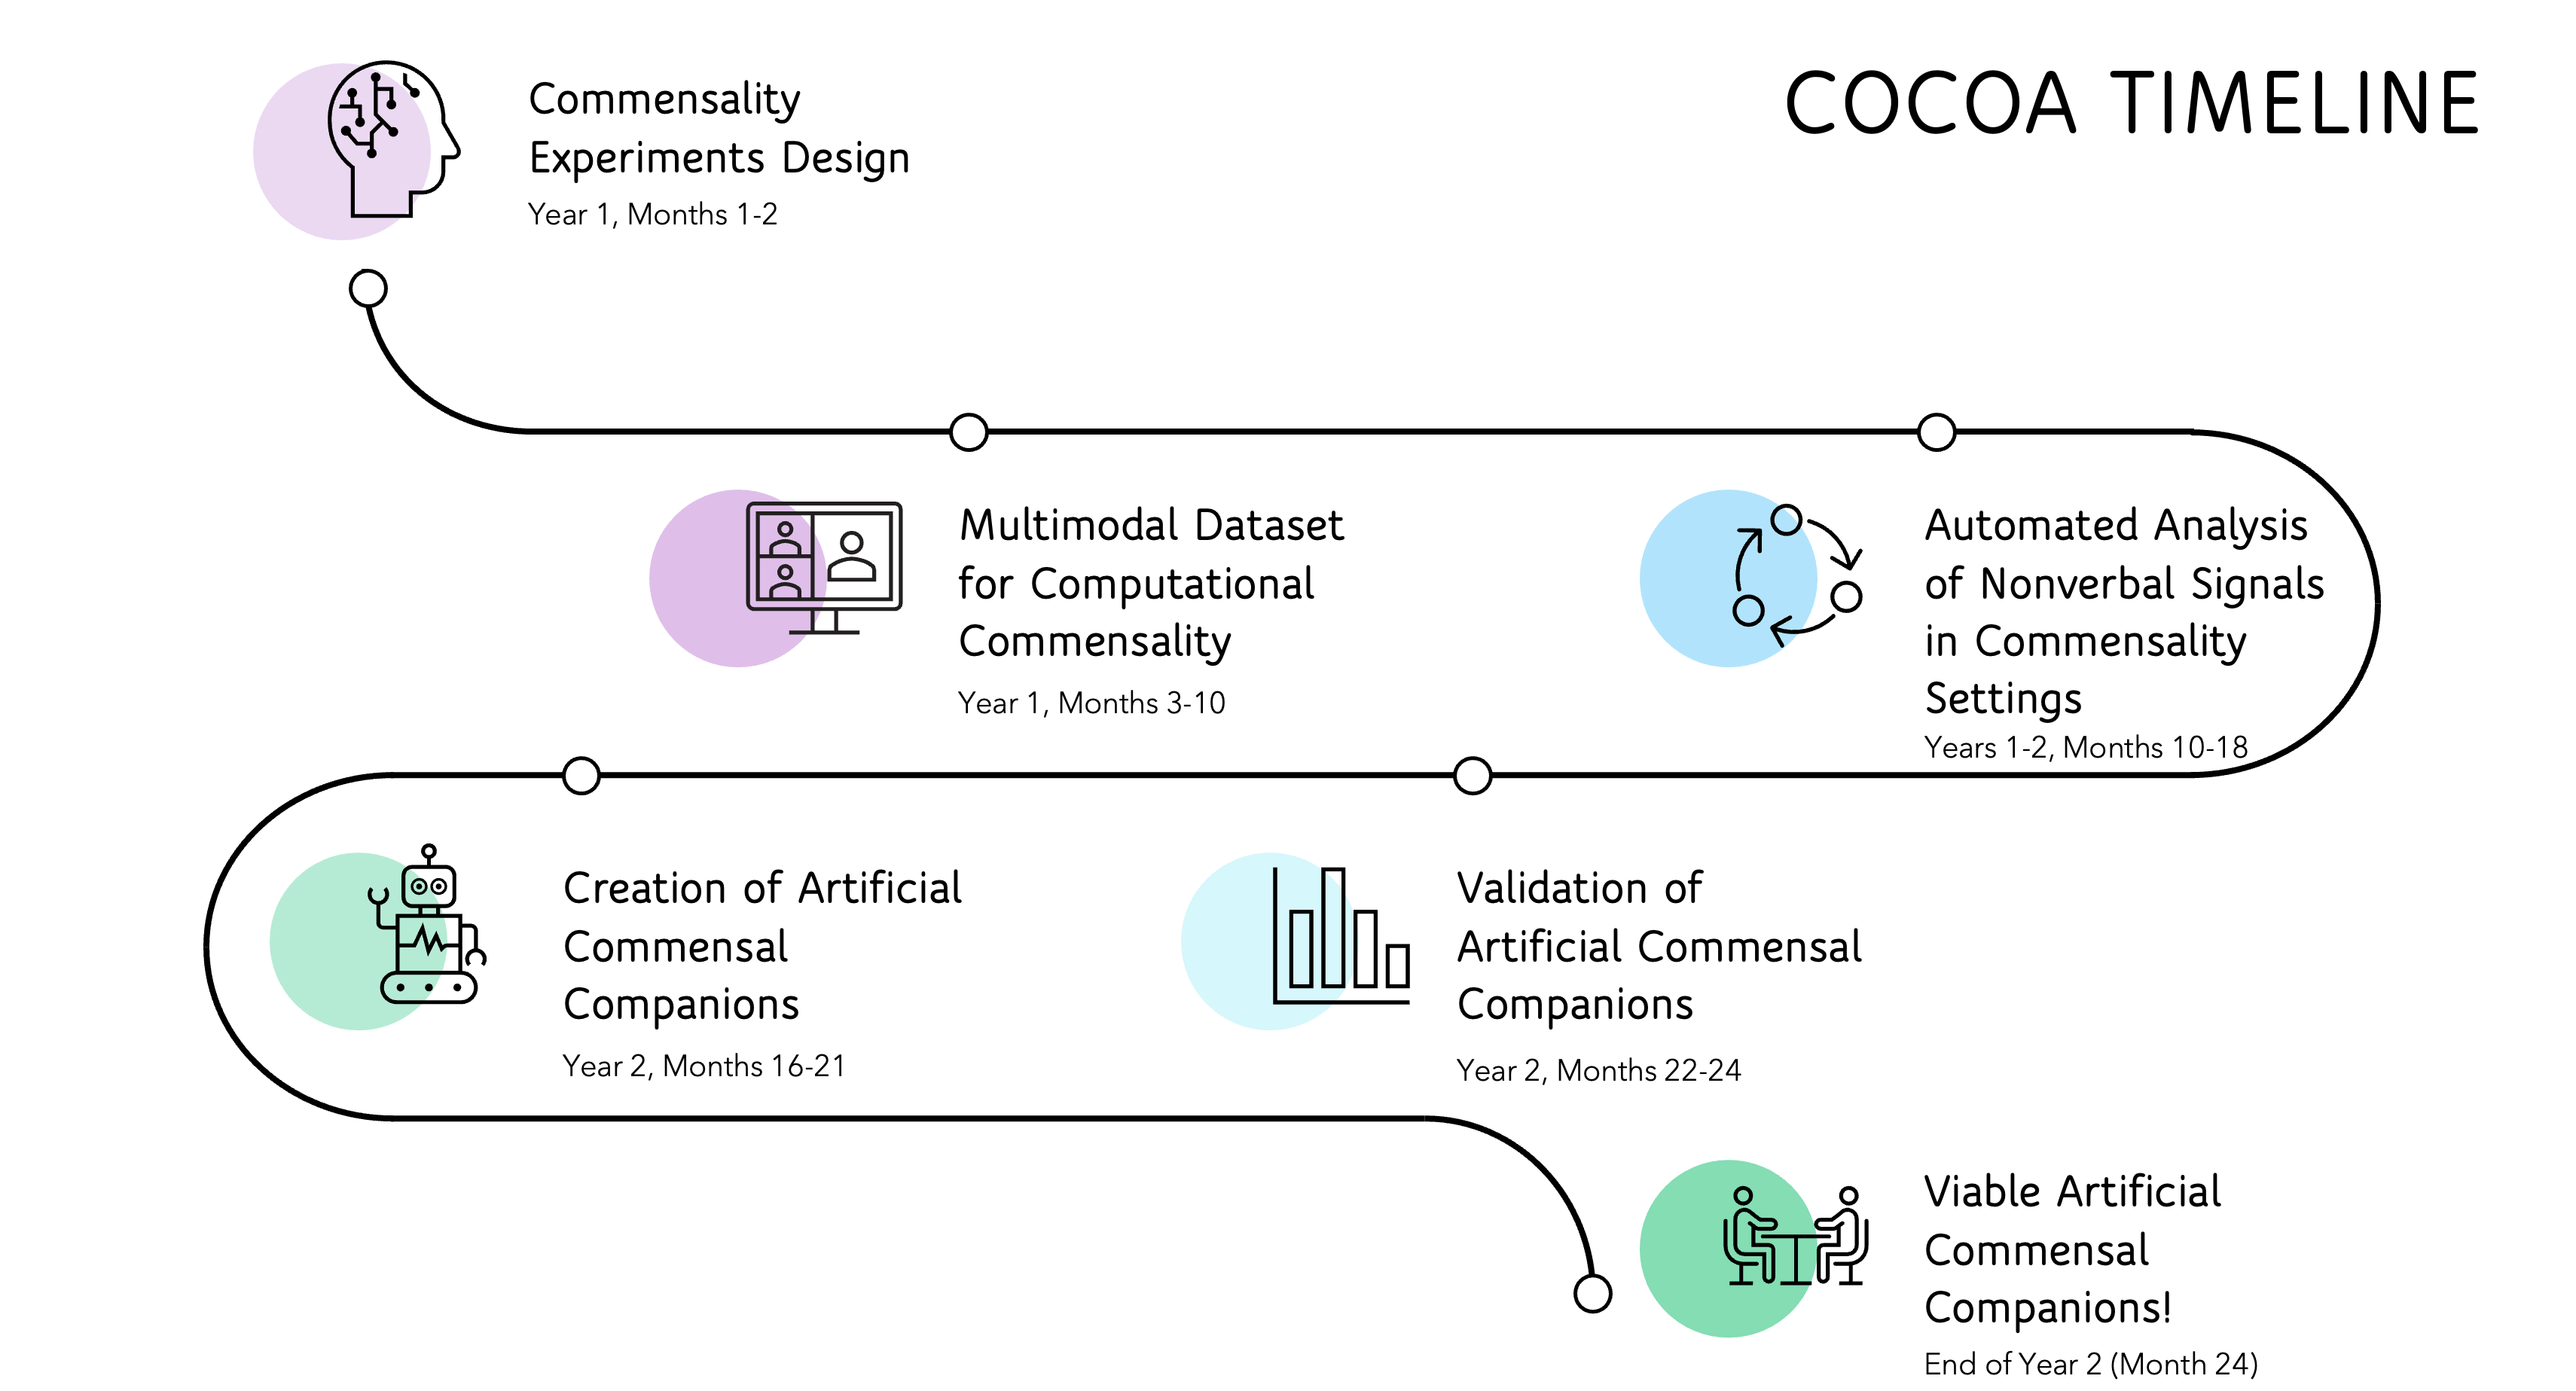 COCOA TIMELINE
Commensality
Experiments Design
Year 1, Months 1-2
Multimodal Dataset
for Computational
Commensality
Year 1, Months 3-10
Automated Analysis
of Nonverbal Signals
in Commensality
Settings
Years 1-2, Months 10-18
Creation of Artificial
Commensal
Companions
Year 2, Months 16-21
Validation of
Artificial Commensal
Companions
Year 2, Months 22-24
Viable Artificial
Commensal
Companions!
End of Year 2 (Month 24)